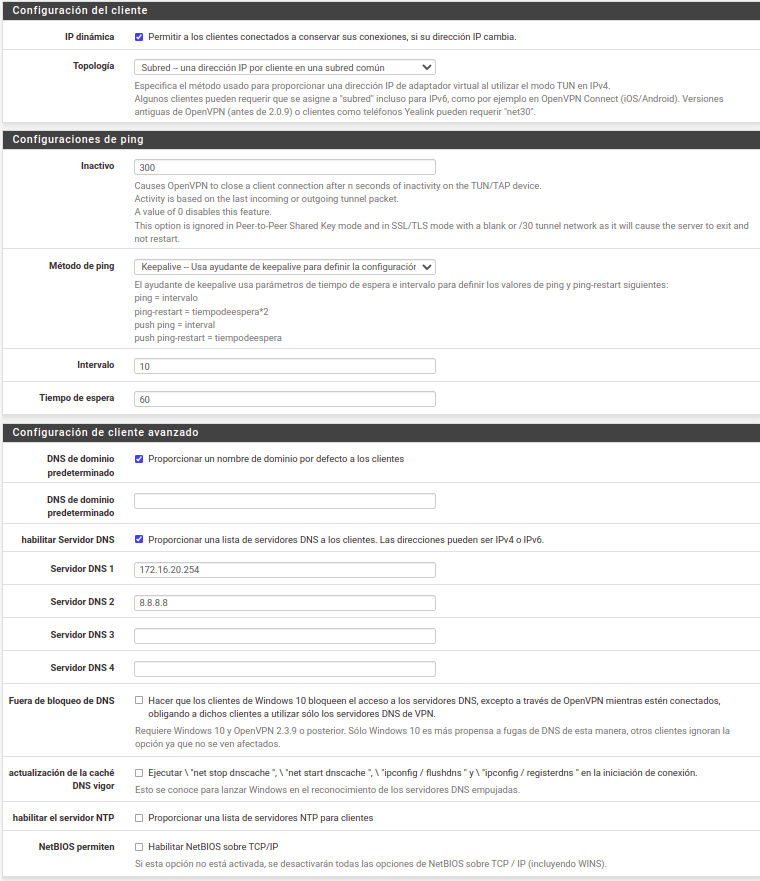 Configuración del cliente
IP dinámica
Permitir a los clientes conectados a conservar sus conexiones, si su dirección IP cambia.
Topología
Subred -- una dirección IP por cliente en una subred común
Especifica el método usado para proporcionar una dirección IP de adaptador virtual al utilizar el modo TUN en IPv4.
Algunos clientes pueden requerir que se asigne a "subred" incluso para IPv6, como por ejemplo en OpenVPN Connect (iOS/Android). Versiones
antiguas de OpenVPN (antes de 2.0.9) o clientes como teléfonos Yealink pueden requerir "net30".
Configuraciones de ping
Inactivo
300
Causes OpenVPN to close a client connection after n seconds of inactivity on the TUN/TAP device.
Activity is based on the last incoming or outgoing tunnel packet.
A value of 0 disables this feature.
This option is ignored in Peer-to-Peer Shared Key mode and in SSL/TLS mode with a blank or /30 tunnel network as it will cause the server to exit and
not restart.
Método de ping
Keepalive -- Usa ayudante de keepalive para definir la configuración
El ayudante de keepalive usa parámetros de tiempo de espera e intervalo para definir los valores de ping y ping-restart siguientes:
ping = intervalo
ping-restart = tiempodeespera*2
push ping = interval
push ping-restart = tiempodeespera
Intervalo
10
Tiempo de espera
60
Configuración de cliente avanzado
DNS de dominio
predeterminado
Proporcionar un nombre de dominio por defecto a los clientes
DNS de dominio
predeterminado
habilitar Servidor DNS
Proporcionar una lista de servidores DNS a los clientes. Las direcciones pueden ser IPv4 o IPv6.
Servidor DNS 1
172.16.20.254
Servidor DNS 2
8.8.8.8
Servidor DNS 3
Servidor DNS 4
Fuera de bloqueo de DNS
Hacer que los clientes de Windows 10 bloqueen el acceso a los servidores DNS, excepto a través de OpenVPN mientras estén conectados,
obligando a dichos clientes a utilizar sólo los servidores DNS de VPN.
Requiere Windows 10 y OpenVPN 2.3.9 o posterior. Sólo Windows 10 es más propensa a fugas de DNS de esta manera, otros clientes ignoran la
opción ya que no se ven afectados.
actualización de la caché
DNS vigor
Ejecutar \ "net stop dnscache ", \ "net start dnscache ", \ "ipconfig / flushdns " y \ "ipconfig / registerdns " en la iniciación de conexión.
Esto se conoce para lanzar Windows en el reconocimiento de los servidores DNS empujadas.
habilitar el servidor NTP
Proporcionar una lista de servidores NTP para clientes
NetBIOS permiten
Habilitar NetBIOS sobre TCP/IP
Si esta opción no está activada, se desactivarán todas las opciones de NetBIOS sobre TCP / IP (incluyendo WINS).